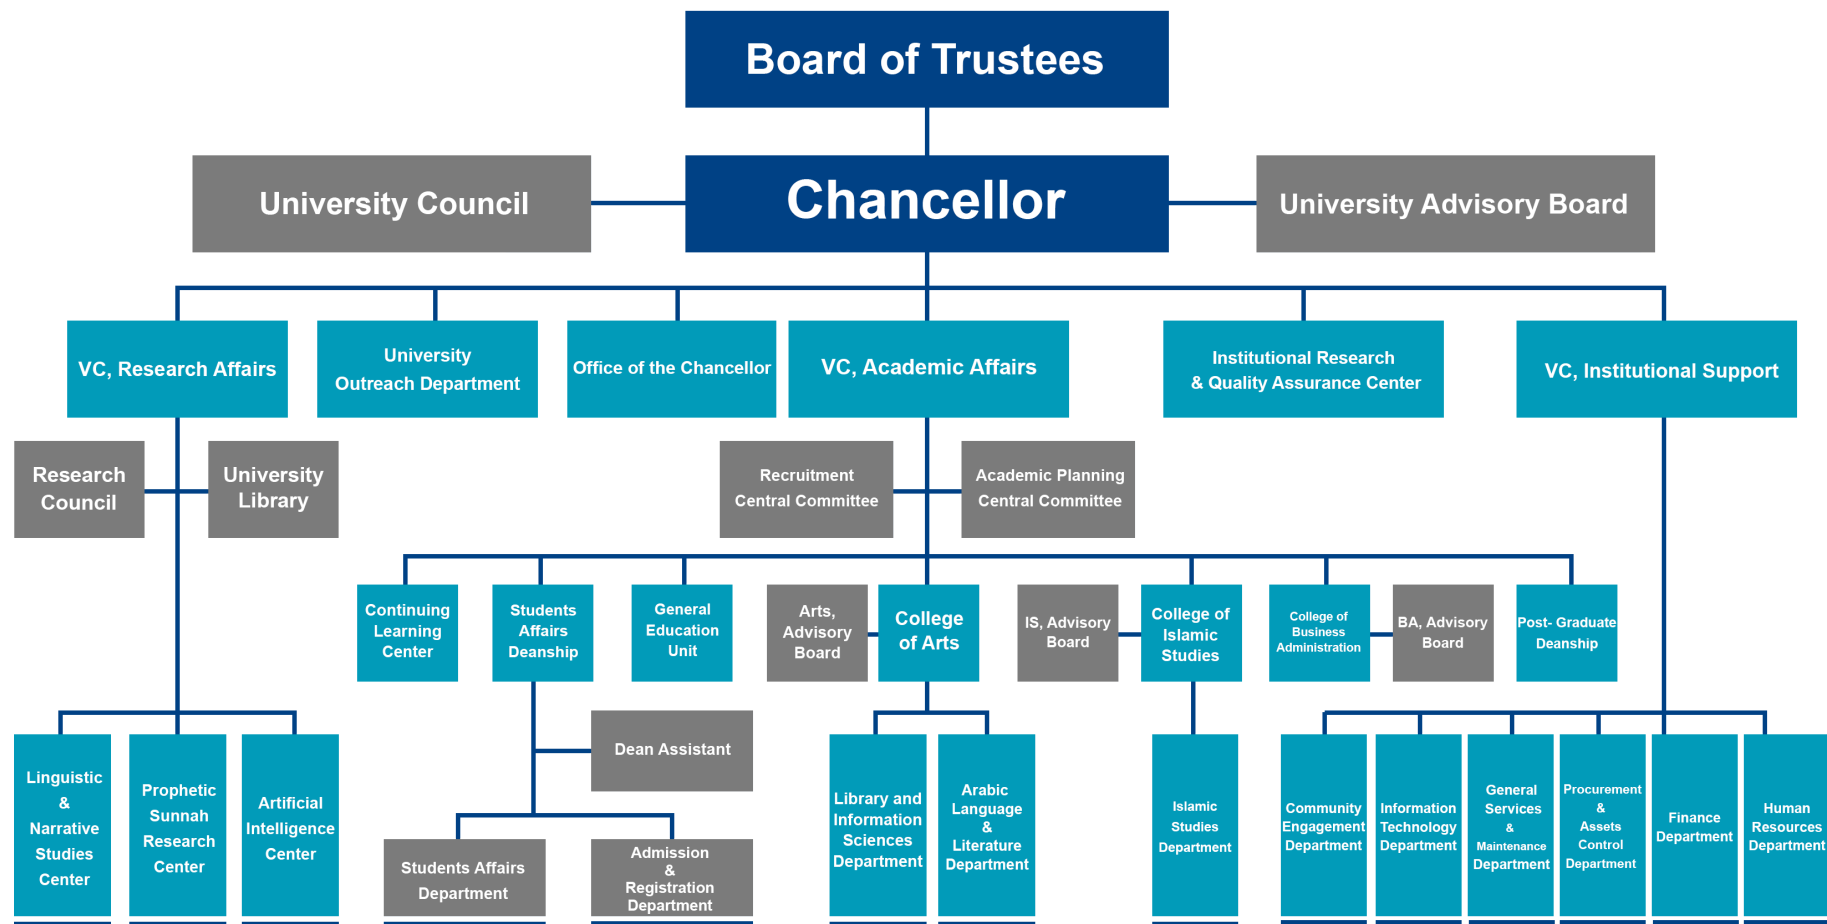 Board of Trustees
University Council
Chancellor
University Advisory Board
VC, Research Affairs
University
Outreach Department
Office of the Chancellor
VC, Academic Affairs
Institutional Research
& Quality Assurance Center
VC, Institutional Support
Research
Council
University
Library
Recruitment
Central Committee
Academic Planning
Central Committee
Continuing
Learning
Center
Students
Affairs
Deanship
General
Education
Unit
Arts,
Advisory
Board
College
of Arts
IS, Advisory
Board
College of
Islamic
Studies
College of
Business
Administration
BA, Advisory
Board
Post- Graduate
Deanship
Dean Assistant
Linguistic
&
Narrative
Studies
Center
Prophetic
Sunnah
Research
Center
Artificial
Intelligence
Center
Students Affairs
Department
Admission
&
Registration
Department
Library and
Information
Sciences
Department
Arabic
Language
&
Literature
Department
Islamic
Studies
Department
Community
Engagement
Department
Information
Technology
Department
General
Services
&
Maintenance
Department
Procurement
&
Assets
Control
Department
Finance
Department
Human
Resources
Department